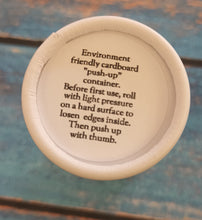 Environment
friendly cardboard
"push-up"
container.
Before first use, roll
with light pressure
on a hard surface to
losen edges inside.
Then push up
with thumb.